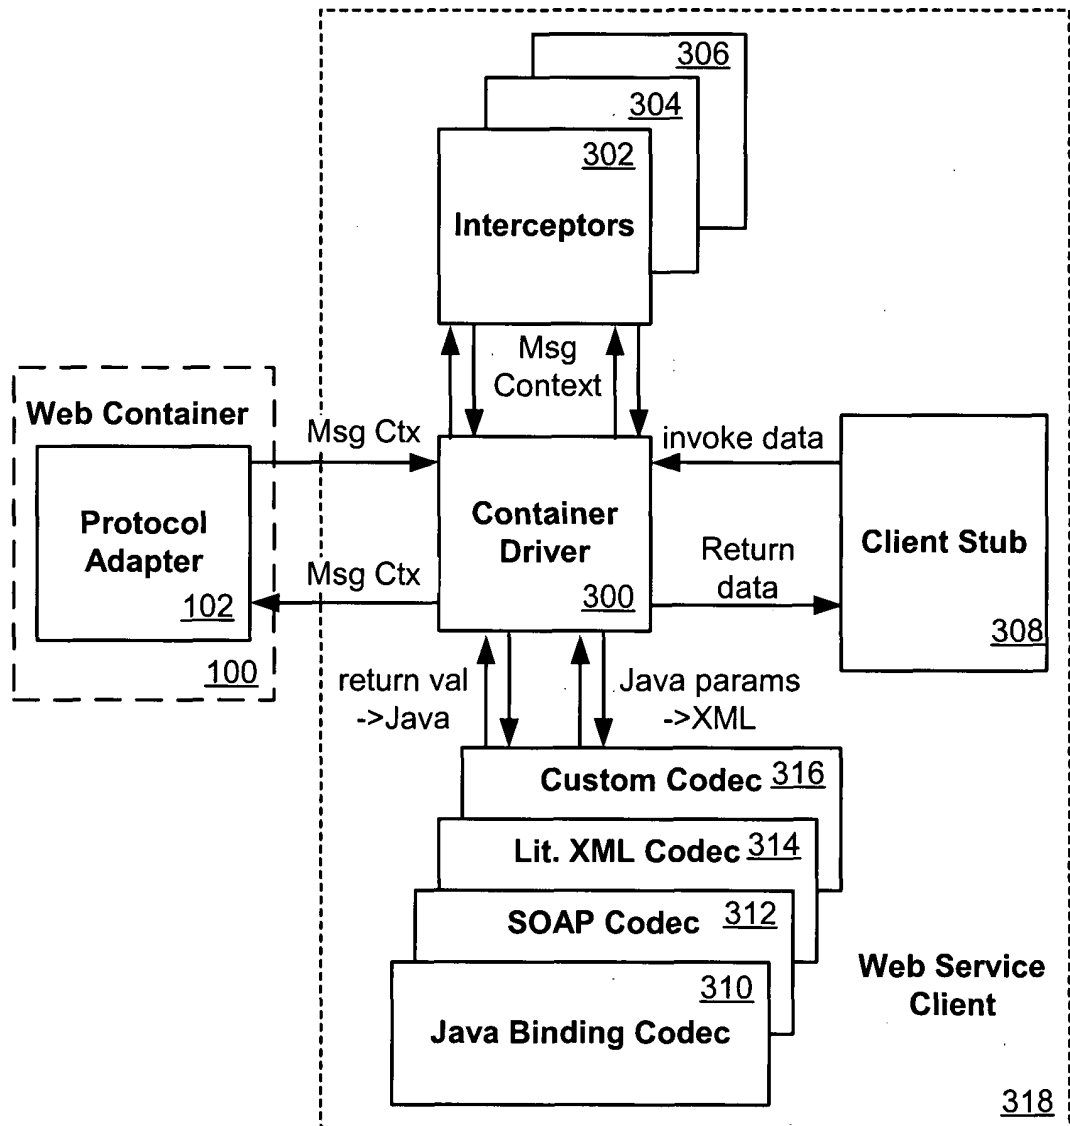 306
304
302
Interceptors
Msg
Context
Web Container
Msg Ctx
invoke data
Protocol
Adapter
102
100
Msg Ctx
Container
Driver
300
Return
data
Client Stub
308
return val
->Java
Java params
->XML
Custom Codec 316
Lit. XML Codec 314
SOAP Codec 312
310
Java Binding Codec
Web Service
Client
318